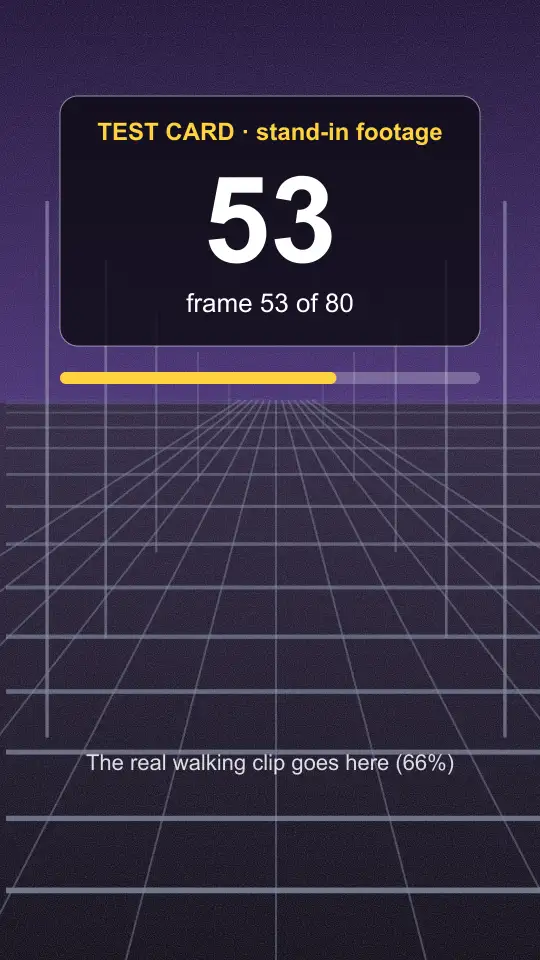 TEST CARD · stand-in footage
53
frame 53 of 80
The real walking clip goes here (66%)